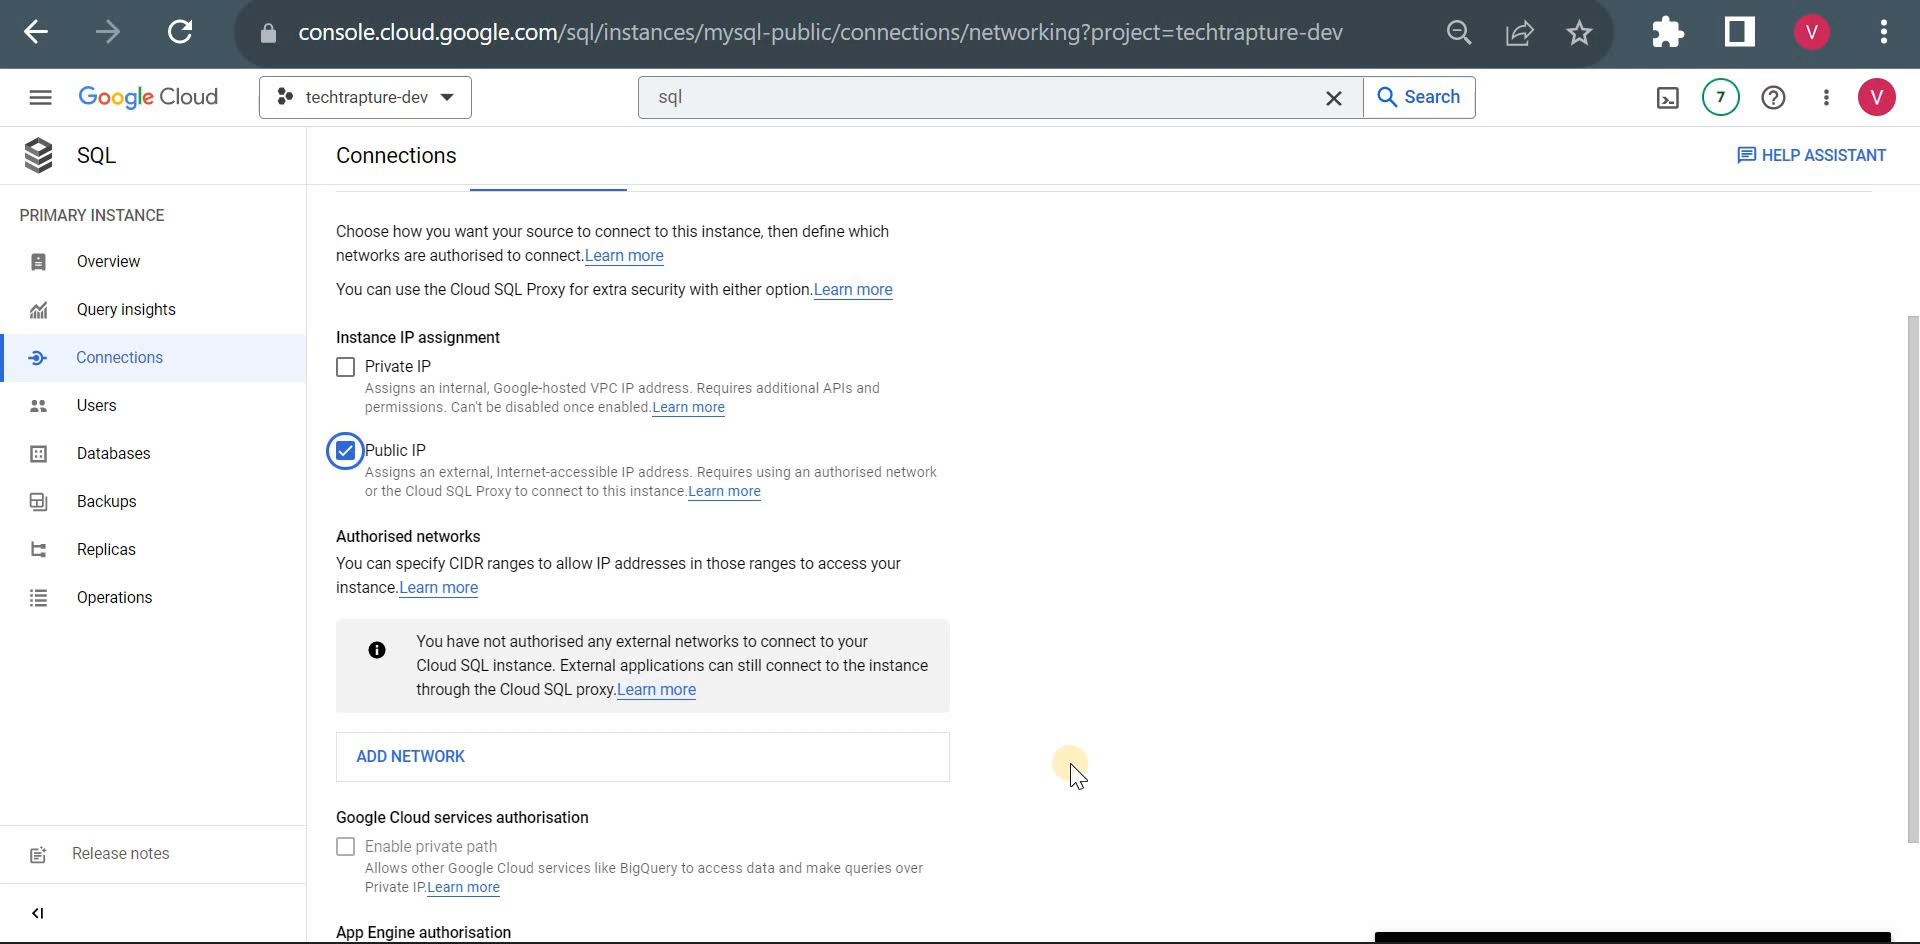 console.cloud.google.com/sql/instances/mysql-public/connections/networking?project=techtrapture-dev
V
Google Cloud
techtrapture-dev
sql
Search
7
V
SQL
Connections
HELP ASSISTANT
PRIMARY INSTANCE
Overview
Query insights
Connections
Users
Databases
Backups
Replicas
Operations
Release notes
Choose how you want your source to connect to this instance, then define which
networks are authorised to connect.Learn more
You can use the Cloud SQL Proxy for extra security with either option.Learn more
Instance IP assignment
Private IP
Assigns an internal, Google-hosted VPC IP address. Requires additional APIs and
permissions. Can't be disabled once enabled.Learn more
Public IP
Assigns an external, Internet-accessible IP address. Requires using an authorised network
or the Cloud SQL Proxy to connect to this instance.Learn more
Authorised networks
You can specify CIDR ranges to allow IP addresses in those ranges to access your
instance.Learn more
You have not authorised any external networks to connect to your
Cloud SQL instance. External applications can still connect to the instance
through the Cloud SQL proxy.Learn more
ADD NETWORK
Google Cloud services authorisation
Enable private path
Allows other Google Cloud services like BigQuery to access data and make queries over
Private IP.Learn more
App Engine authorisation